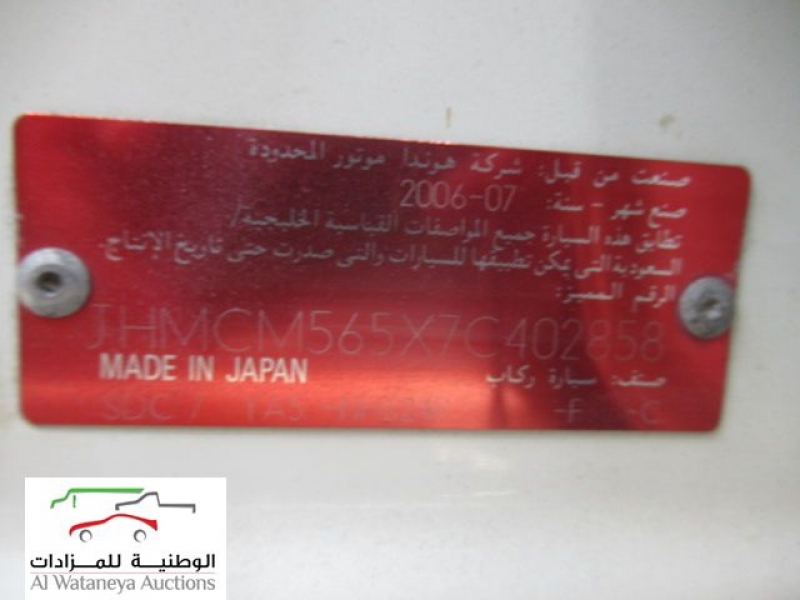 صنعت من قبل: شركة هوندا موتور المحدودة
صنع شهر - سنة: 2006-07
تطابق هذه السيارة جميع المواصفات القياسية الخليجية/
السعودية التي يمكن تطبيقها للسيارات والتي صدرت حتى تاريخ الإنتاج.
الرقم المميز:
JHMCM565X7C402858
MADE IN JAPAN صنف: سيارة ركاب
SDC7 -F -C
الوطنية للمزادات
Al Wataneya Auctions